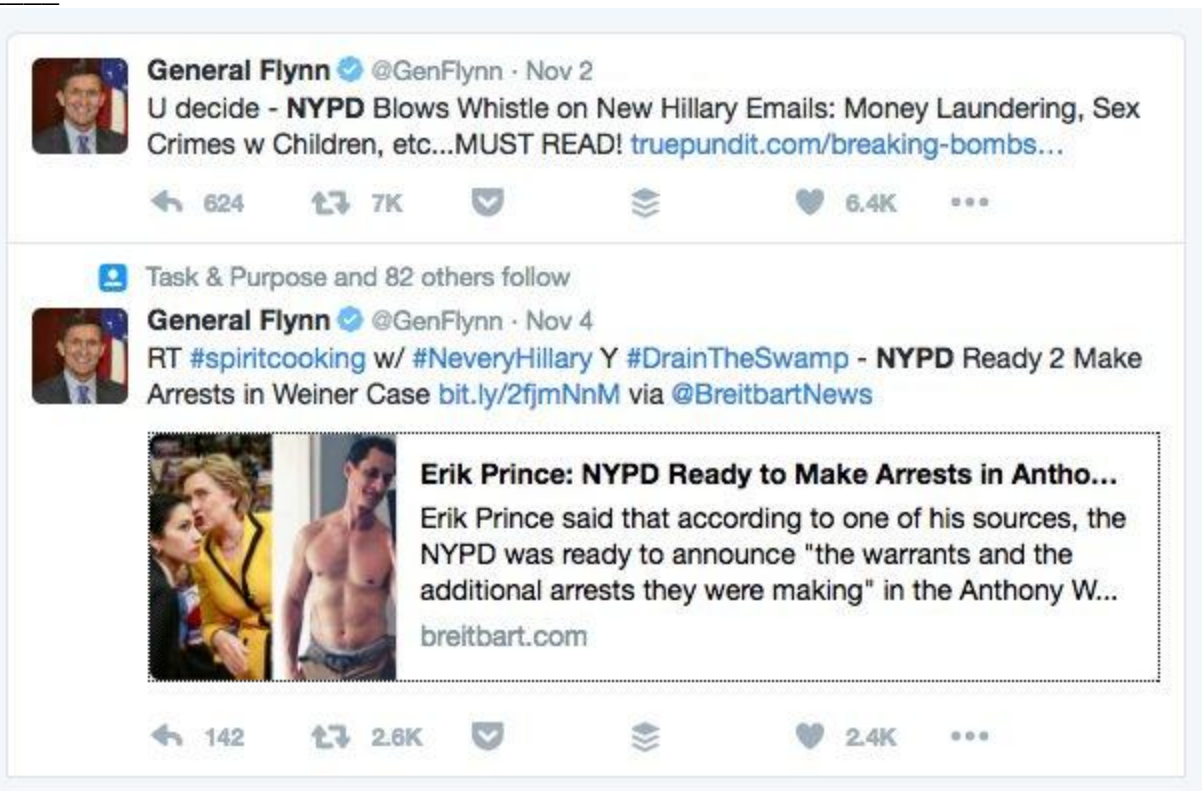 General Flynn @GenFlynn · Nov 2
U decide - NYPD Blows Whistle on New Hillary Emails: Money Laundering, Sex
Crimes w Children, etc...MUST READ! truepundit.com/breaking-bombs...
624 7K 6.4K
Task & Purpose and 82 others follow
General Flynn @GenFlynn · Nov 4
RT #spiritcooking w/ #NeveryHillary Y #DrainTheSwamp - NYPD Ready 2 Make
Arrests in Weiner Case bit.ly/2fjmNnM via @BreitbartNews
Erik Prince: NYPD Ready to Make Arrests in Antho...
Erik Prince said that according to one of his sources, the
NYPD was ready to announce "the warrants and the
additional arrests they were making" in the Anthony W...
breitbart.com
142 2.6K 2.4K